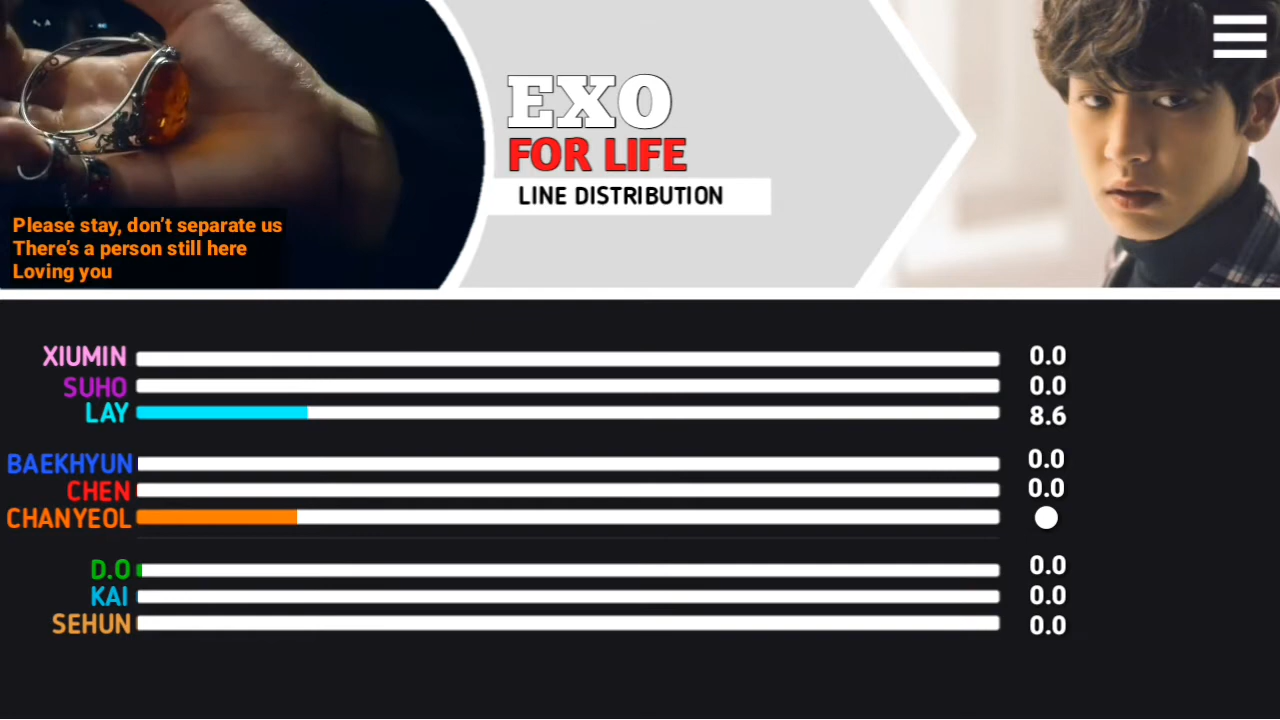 EXO
FOR LIFE
LINE DISTRIBUTION
Please stay, don't separate us
There's a person still here
Loving you
XIUMIN 0.0
SUHO 0.0
LAY 8.6
BAEKHYUN 0.0
CHEN 0.0
CHANYEOL
D.O 0.0
KAI 0.0
SEHUN 0.0